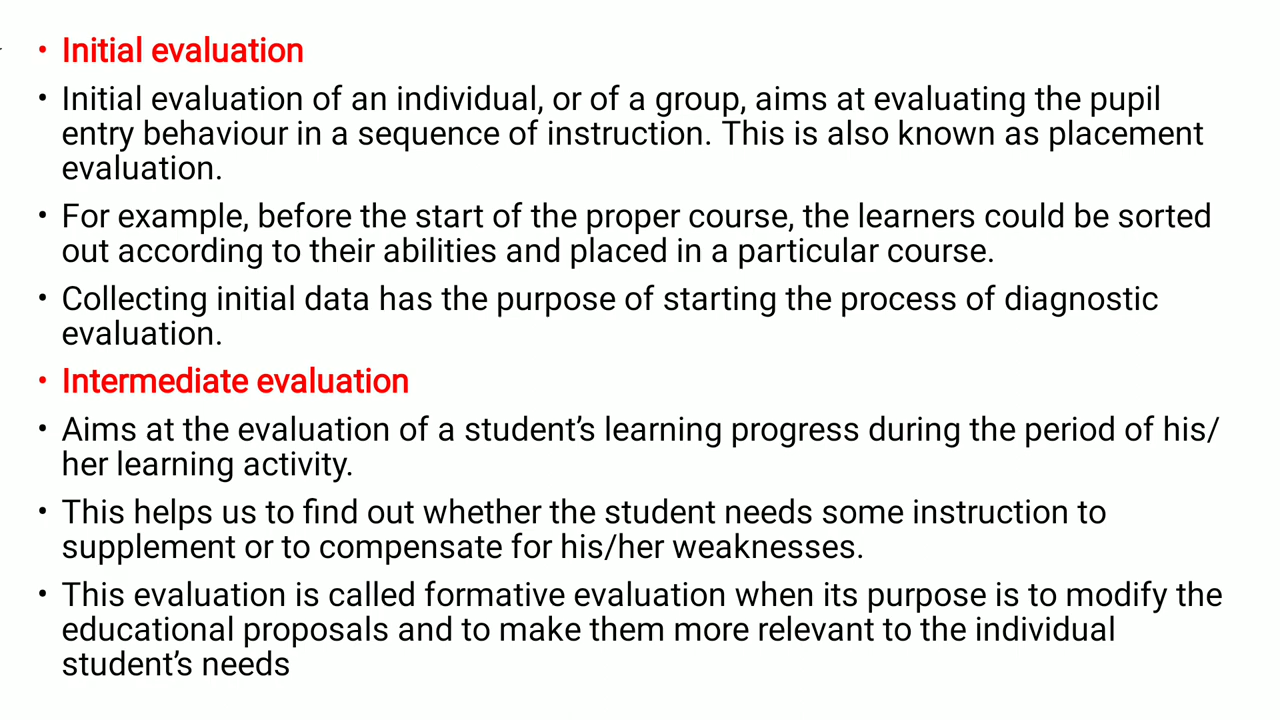 • Initial evaluation
• Initial evaluation of an individual, or of a group, aims at evaluating the pupil
entry behaviour in a sequence of instruction. This is also known as placement
evaluation.
• For example, before the start of the proper course, the learners could be sorted
out according to their abilities and placed in a particular course.
• Collecting initial data has the purpose of starting the process of diagnostic
evaluation.
• Intermediate evaluation
• Aims at the evaluation of a student’s learning progress during the period of his/
her learning activity.
• This helps us to find out whether the student needs some instruction to
supplement or to compensate for his/her weaknesses.
• This evaluation is called formative evaluation when its purpose is to modify the
educational proposals and to make them more relevant to the individual
student’s needs